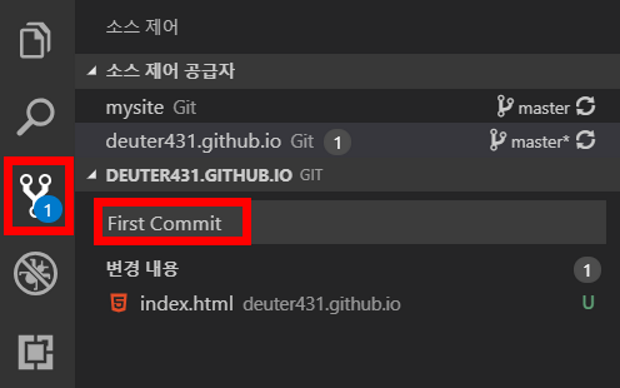 소스 제어
소스 제어 공급자
mysite Git master
deuter431.github.io Git 1 master*
1
DEUTER431.GITHUB.IO GIT
First Commit
변경 내용 1
5 index.html deuter431.github.io U